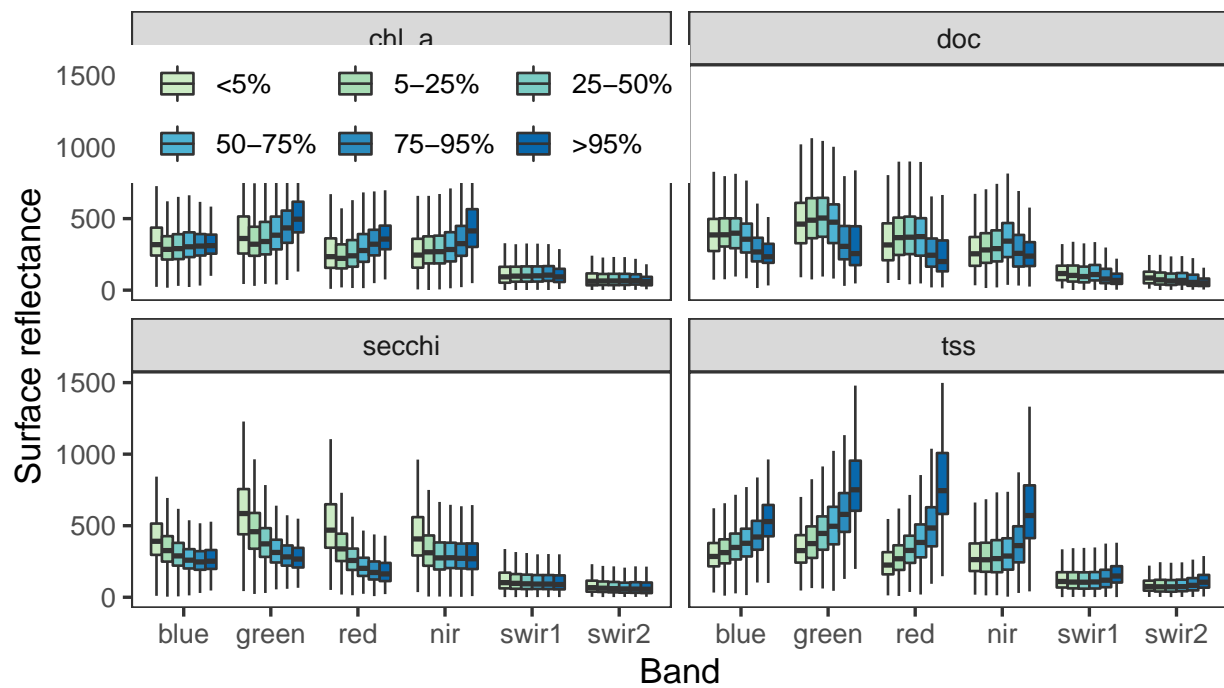 chl_a
doc
<5% 5−25% 25−50%
50−75% 75−95% >95%
1500
1000
500
0
Surface reflectance
secchi
tss
1500
1000
500
0
blue green red nir swir1 swir2
blue green red nir swir1 swir2
Band